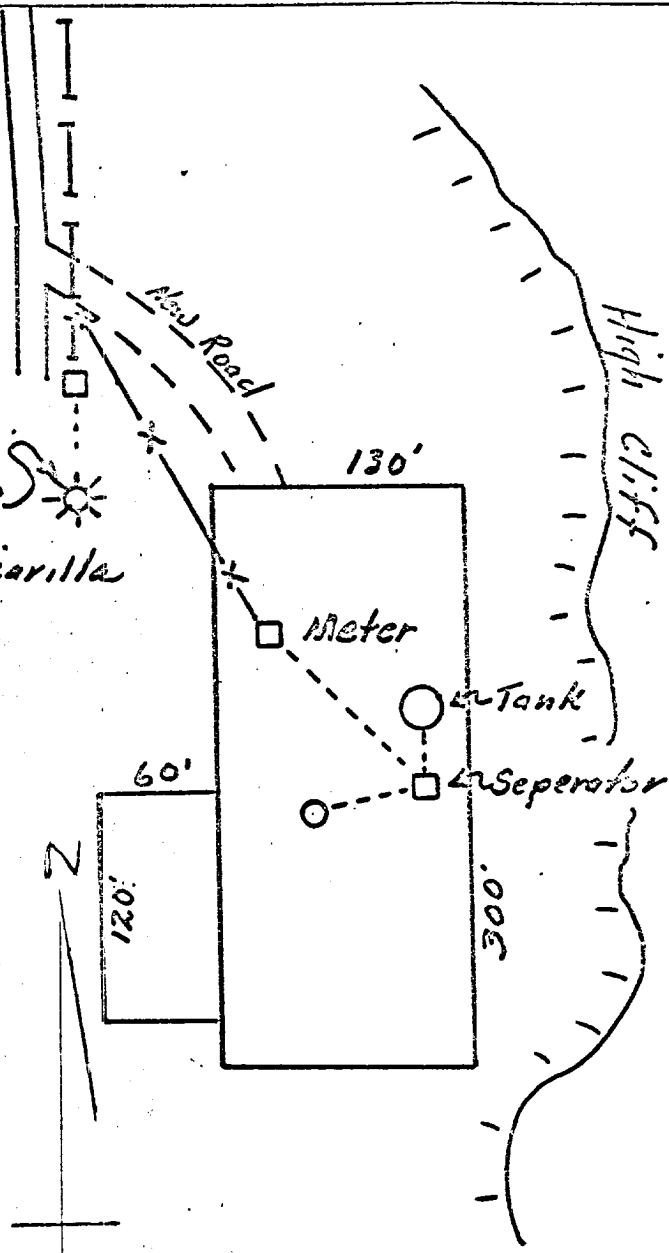 High Cliff
New Road
130'
Meter
Tank
60'
Seperator
N
120'
300'